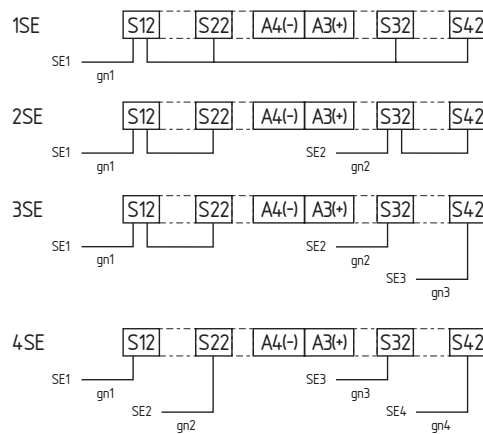 1SE S12 S22 A4(-) A3(+) S32 S42
SE1
gn1
2SE S12 S22 A4(-) A3(+) S32 S42
SE1 SE2
gn1 gn2
3SE S12 S22 A4(-) A3(+) S32 S42
SE1 SE2
gn1 gn2
SE3
gn3
4SE S12 S22 A4(-) A3(+) S32 S42
SE1 SE3
gn1 gn3
SE2 SE4
gn2 gn4